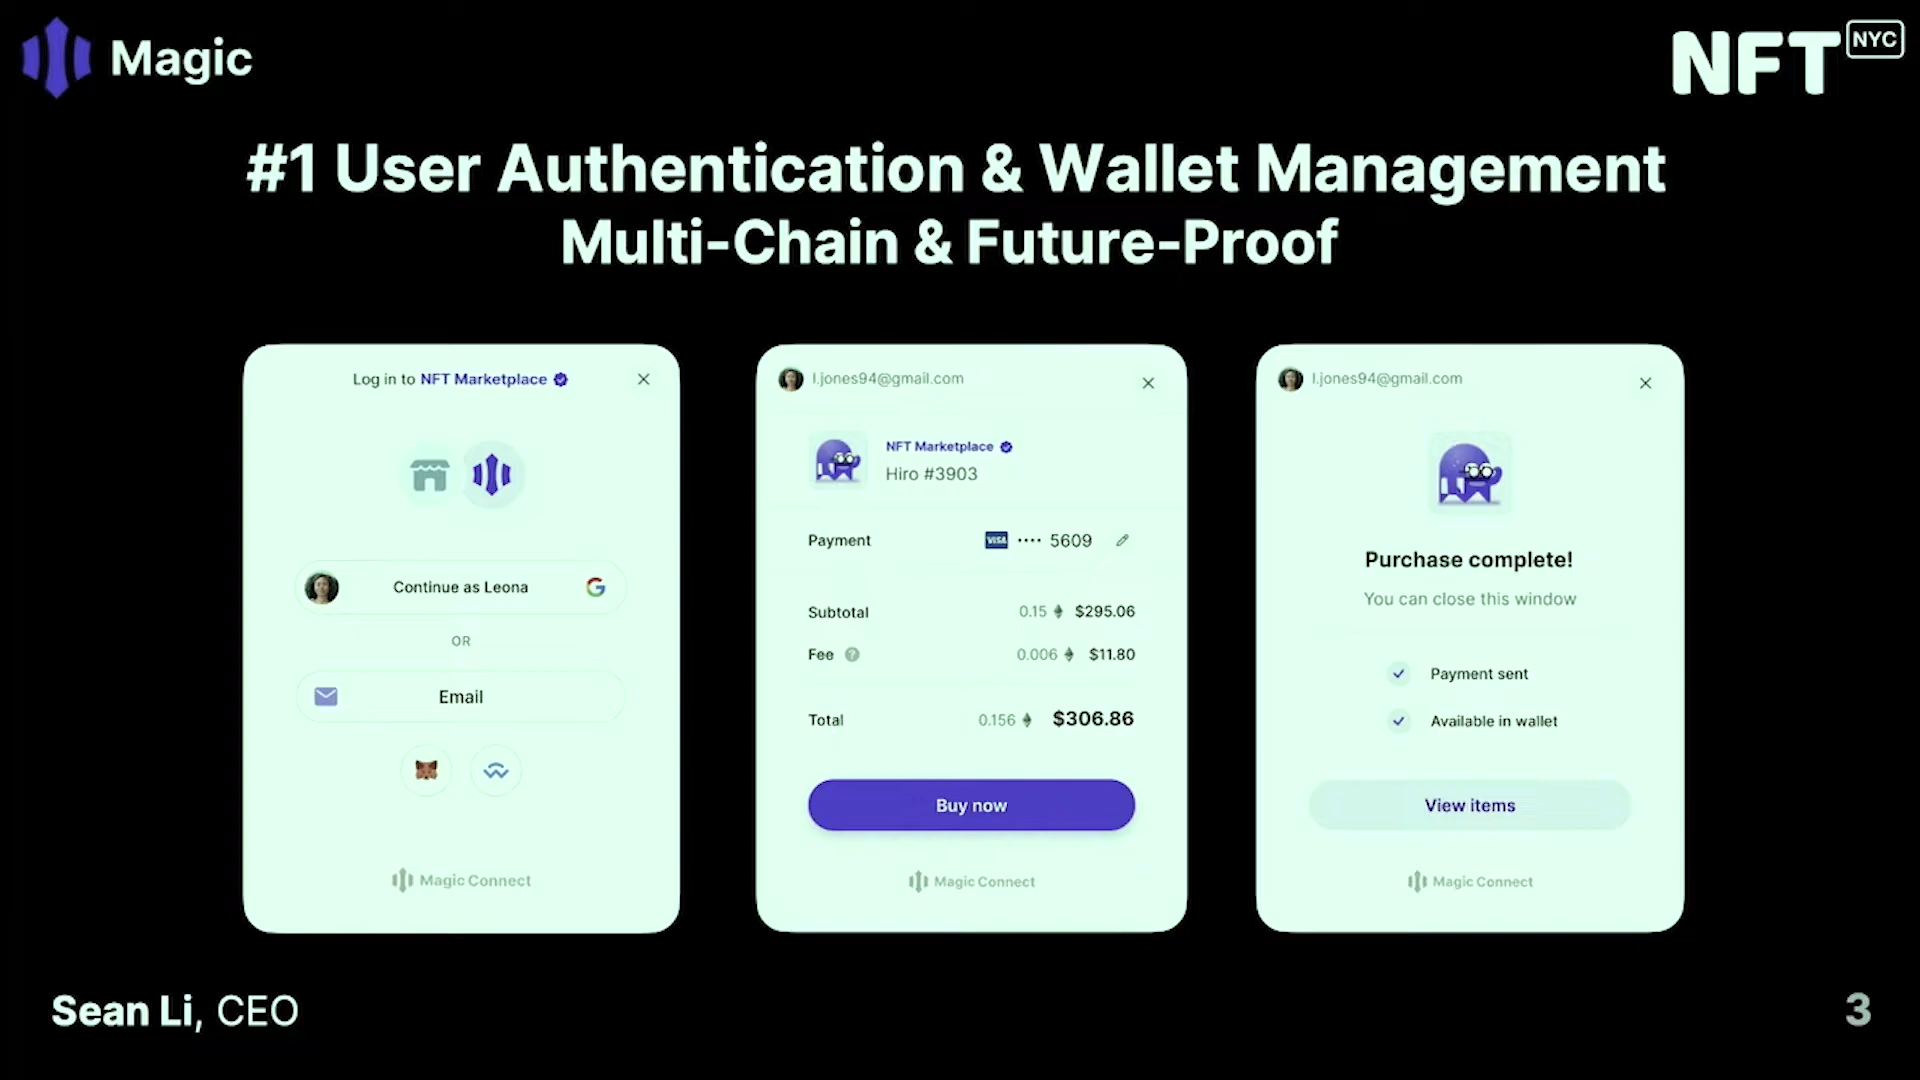 Magic
NFT NYC
#1 User Authentication & Wallet Management
Multi-Chain & Future-Proof
Log in to NFT Marketplace
Continue as Leona
G
OR
Email
Magic Connect
l.jones94@gmail.com
NFT Marketplace
Hiro #3903
Payment VISA •••• 5609
Subtotal 0.15 $295.06
Fee ? 0.006 $11.80
Total 0.156 $306.86
Buy now
Magic Connect
l.jones94@gmail.com
Purchase complete!
You can close this window
Payment sent
Available in wallet
View items
Magic Connect
Sean Li, CEO
3